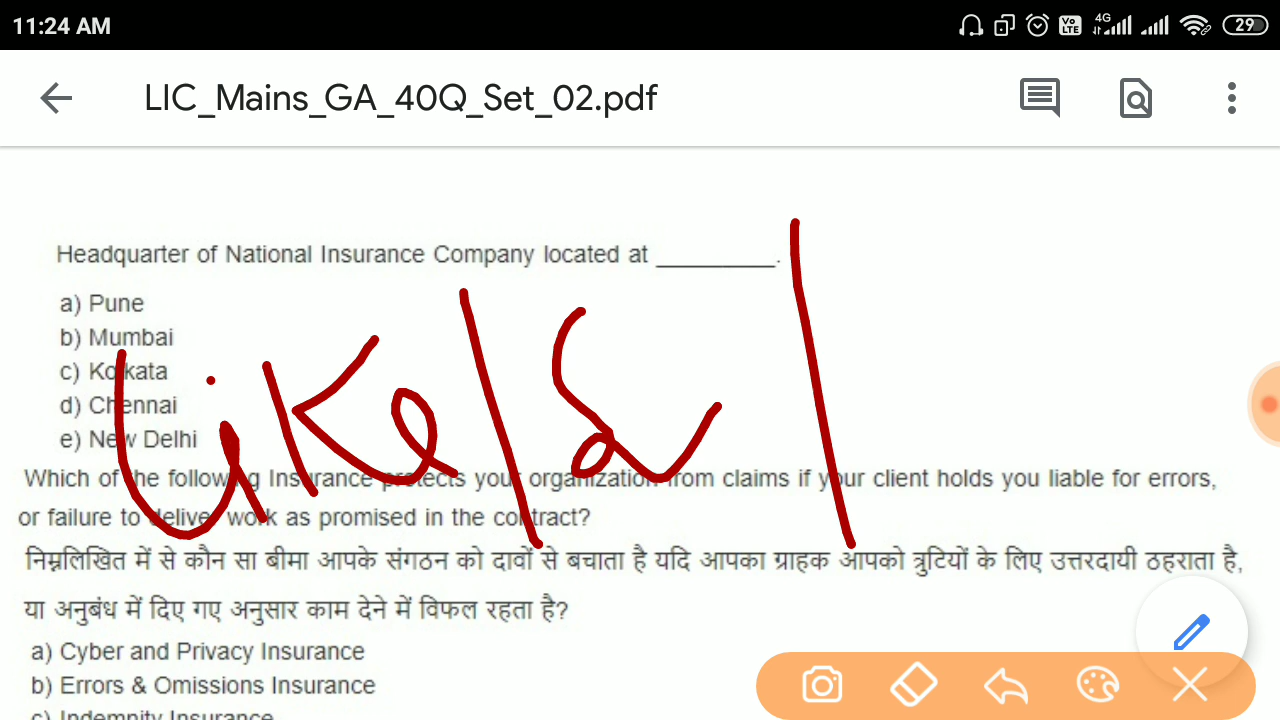 11:24 AM Vo LTE 4G 29
LIC_Mains_GA_40Q_Set_02.pdf
Headquarter of National Insurance Company located at _________.
a) Pune
b) Mumbai
c) Kolkata
d) Chennai
e) New Delhi
like
Which of the following Insurance protects your organization from claims if your client holds you liable for errors,
or failure to deliver work as promised in the contract?
निम्नलिखित में से कौन सा बीमा आपके संगठन को दावों से बचाता है यदि आपका ग्राहक आपको त्रुटियों के लिए उत्तरदायी ठहराता है,
या अनुबंध में दिए गए अनुसार काम देने में विफल रहता है?
a) Cyber and Privacy Insurance
b) Errors & Omissions Insurance
c) Indemnity Insurance